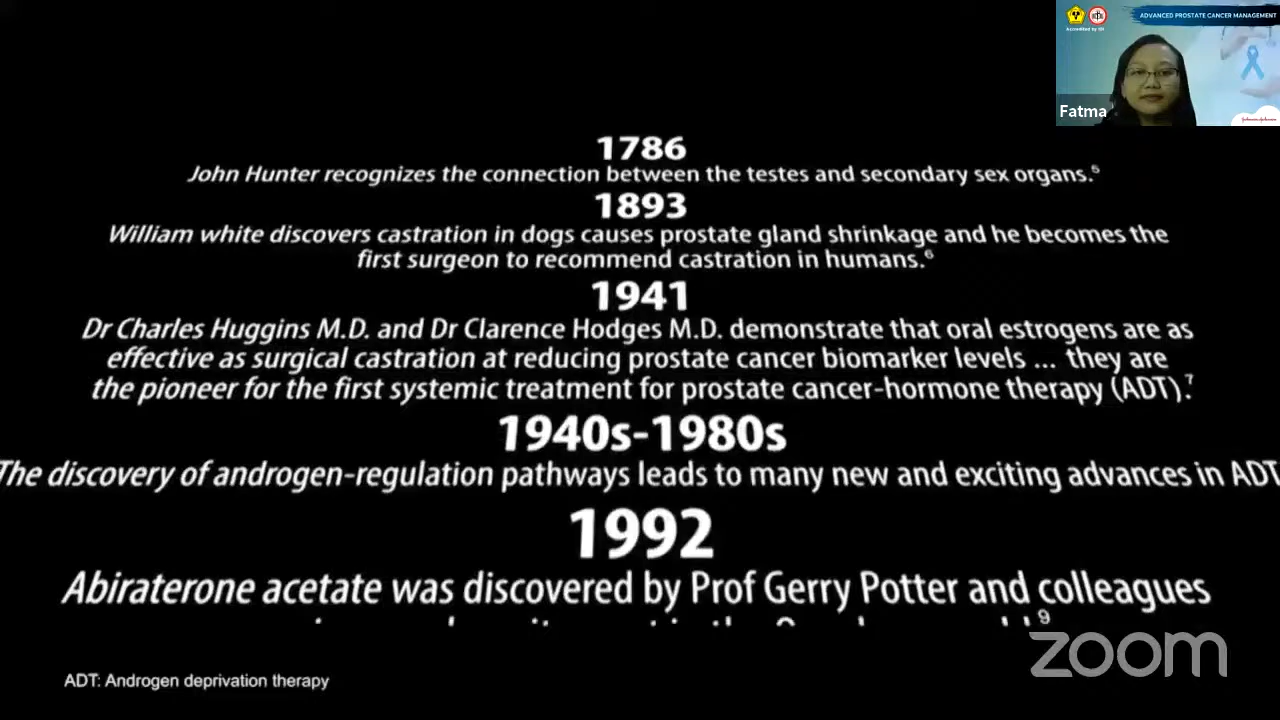 ADVANCED PROSTATE CANCER MANAGEMENT
Accredited by IDI
Fatma
1786
John Hunter recognizes the connection between the testes and secondary sex organs.⁵
1893
William white discovers castration in dogs causes prostate gland shrinkage and he becomes the
first surgeon to recommend castration in humans.⁶
1941
Dr Charles Huggins M.D. and Dr Clarence Hodges M.D. demonstrate that oral estrogens are as
effective as surgical castration at reducing prostate cancer biomarker levels ... they are
the pioneer for the first systemic treatment for prostate cancer-hormone therapy (ADT).⁷
1940s-1980s
The discovery of androgen-regulation pathways leads to many new and exciting advances in ADT
1992
Abiraterone acetate was discovered by Prof Gerry Potter and colleagues
9
zoom
ADT: Androgen deprivation therapy